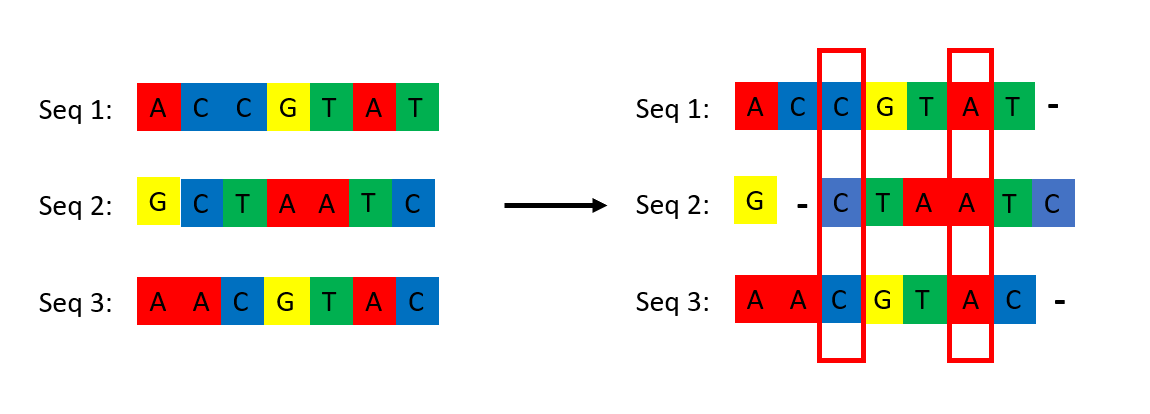 Seq 1: A C C G T A T
Seq 2: G C T A A T C
Seq 3: A A C G T A C
Seq 1: A C C G T A T -
Seq 2: G - C T A A T C
Seq 3: A A C G T A C -